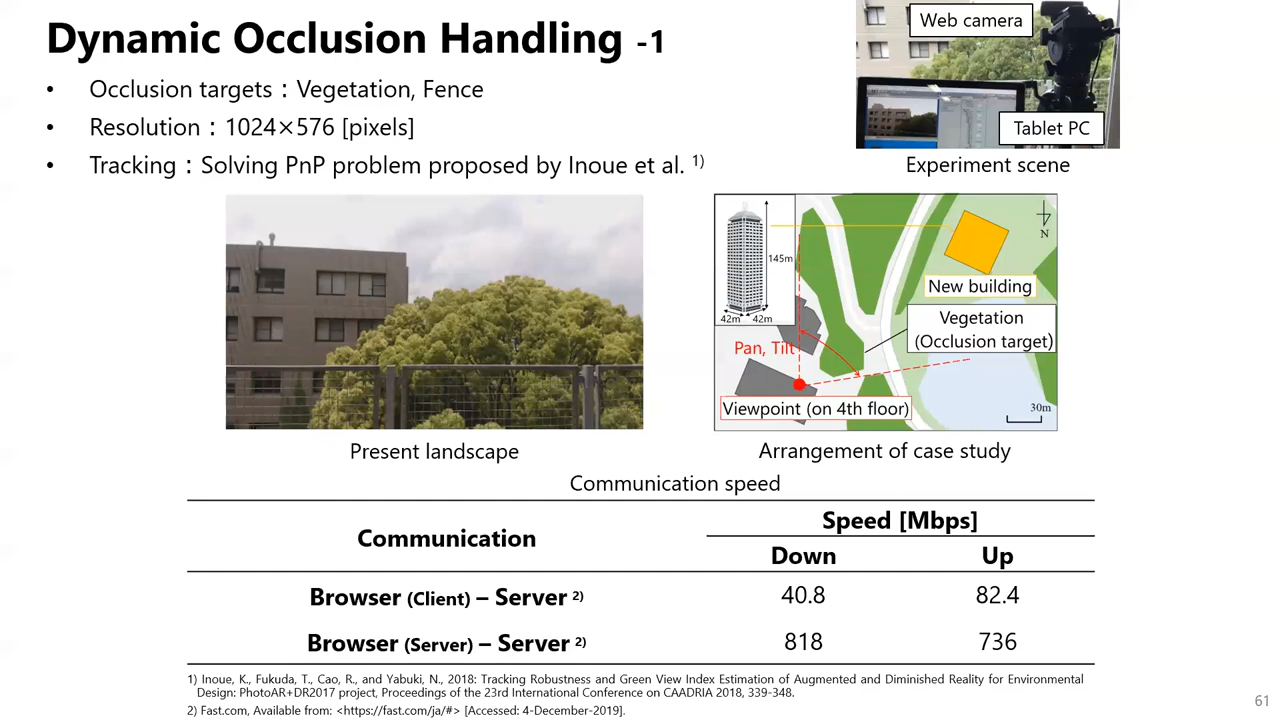 Dynamic Occlusion Handling -1
• Occlusion targets：Vegetation, Fence
• Resolution：1024×576 [pixels]
• Tracking：Solving PnP problem proposed by Inoue et al. 1)
Web camera
Tablet PC
Experiment scene
Present landscape
145m
42m 42m
N
New building
Vegetation
(Occlusion target)
Pan, Tilt
Viewpoint (on 4th floor)
30m
Arrangement of case study
Communication speed
Communication
Speed [Mbps]
Down Up
Browser (Client) – Server 2) 40.8 82.4
Browser (Server) – Server 2) 818 736
1) Inoue, K., Fukuda, T., Cao, R., and Yabuki, N., 2018: Tracking Robustness and Green View Index Estimation of Augmented and Diminished Reality for Environmental
Design: PhotoAR+DR2017 project, Proceedings of the 23rd International Conference on CAADRIA 2018, 339-348.
2) Fast.com, Available from: <https://fast.com/ja/#> [Accessed: 4-December-2019].
61